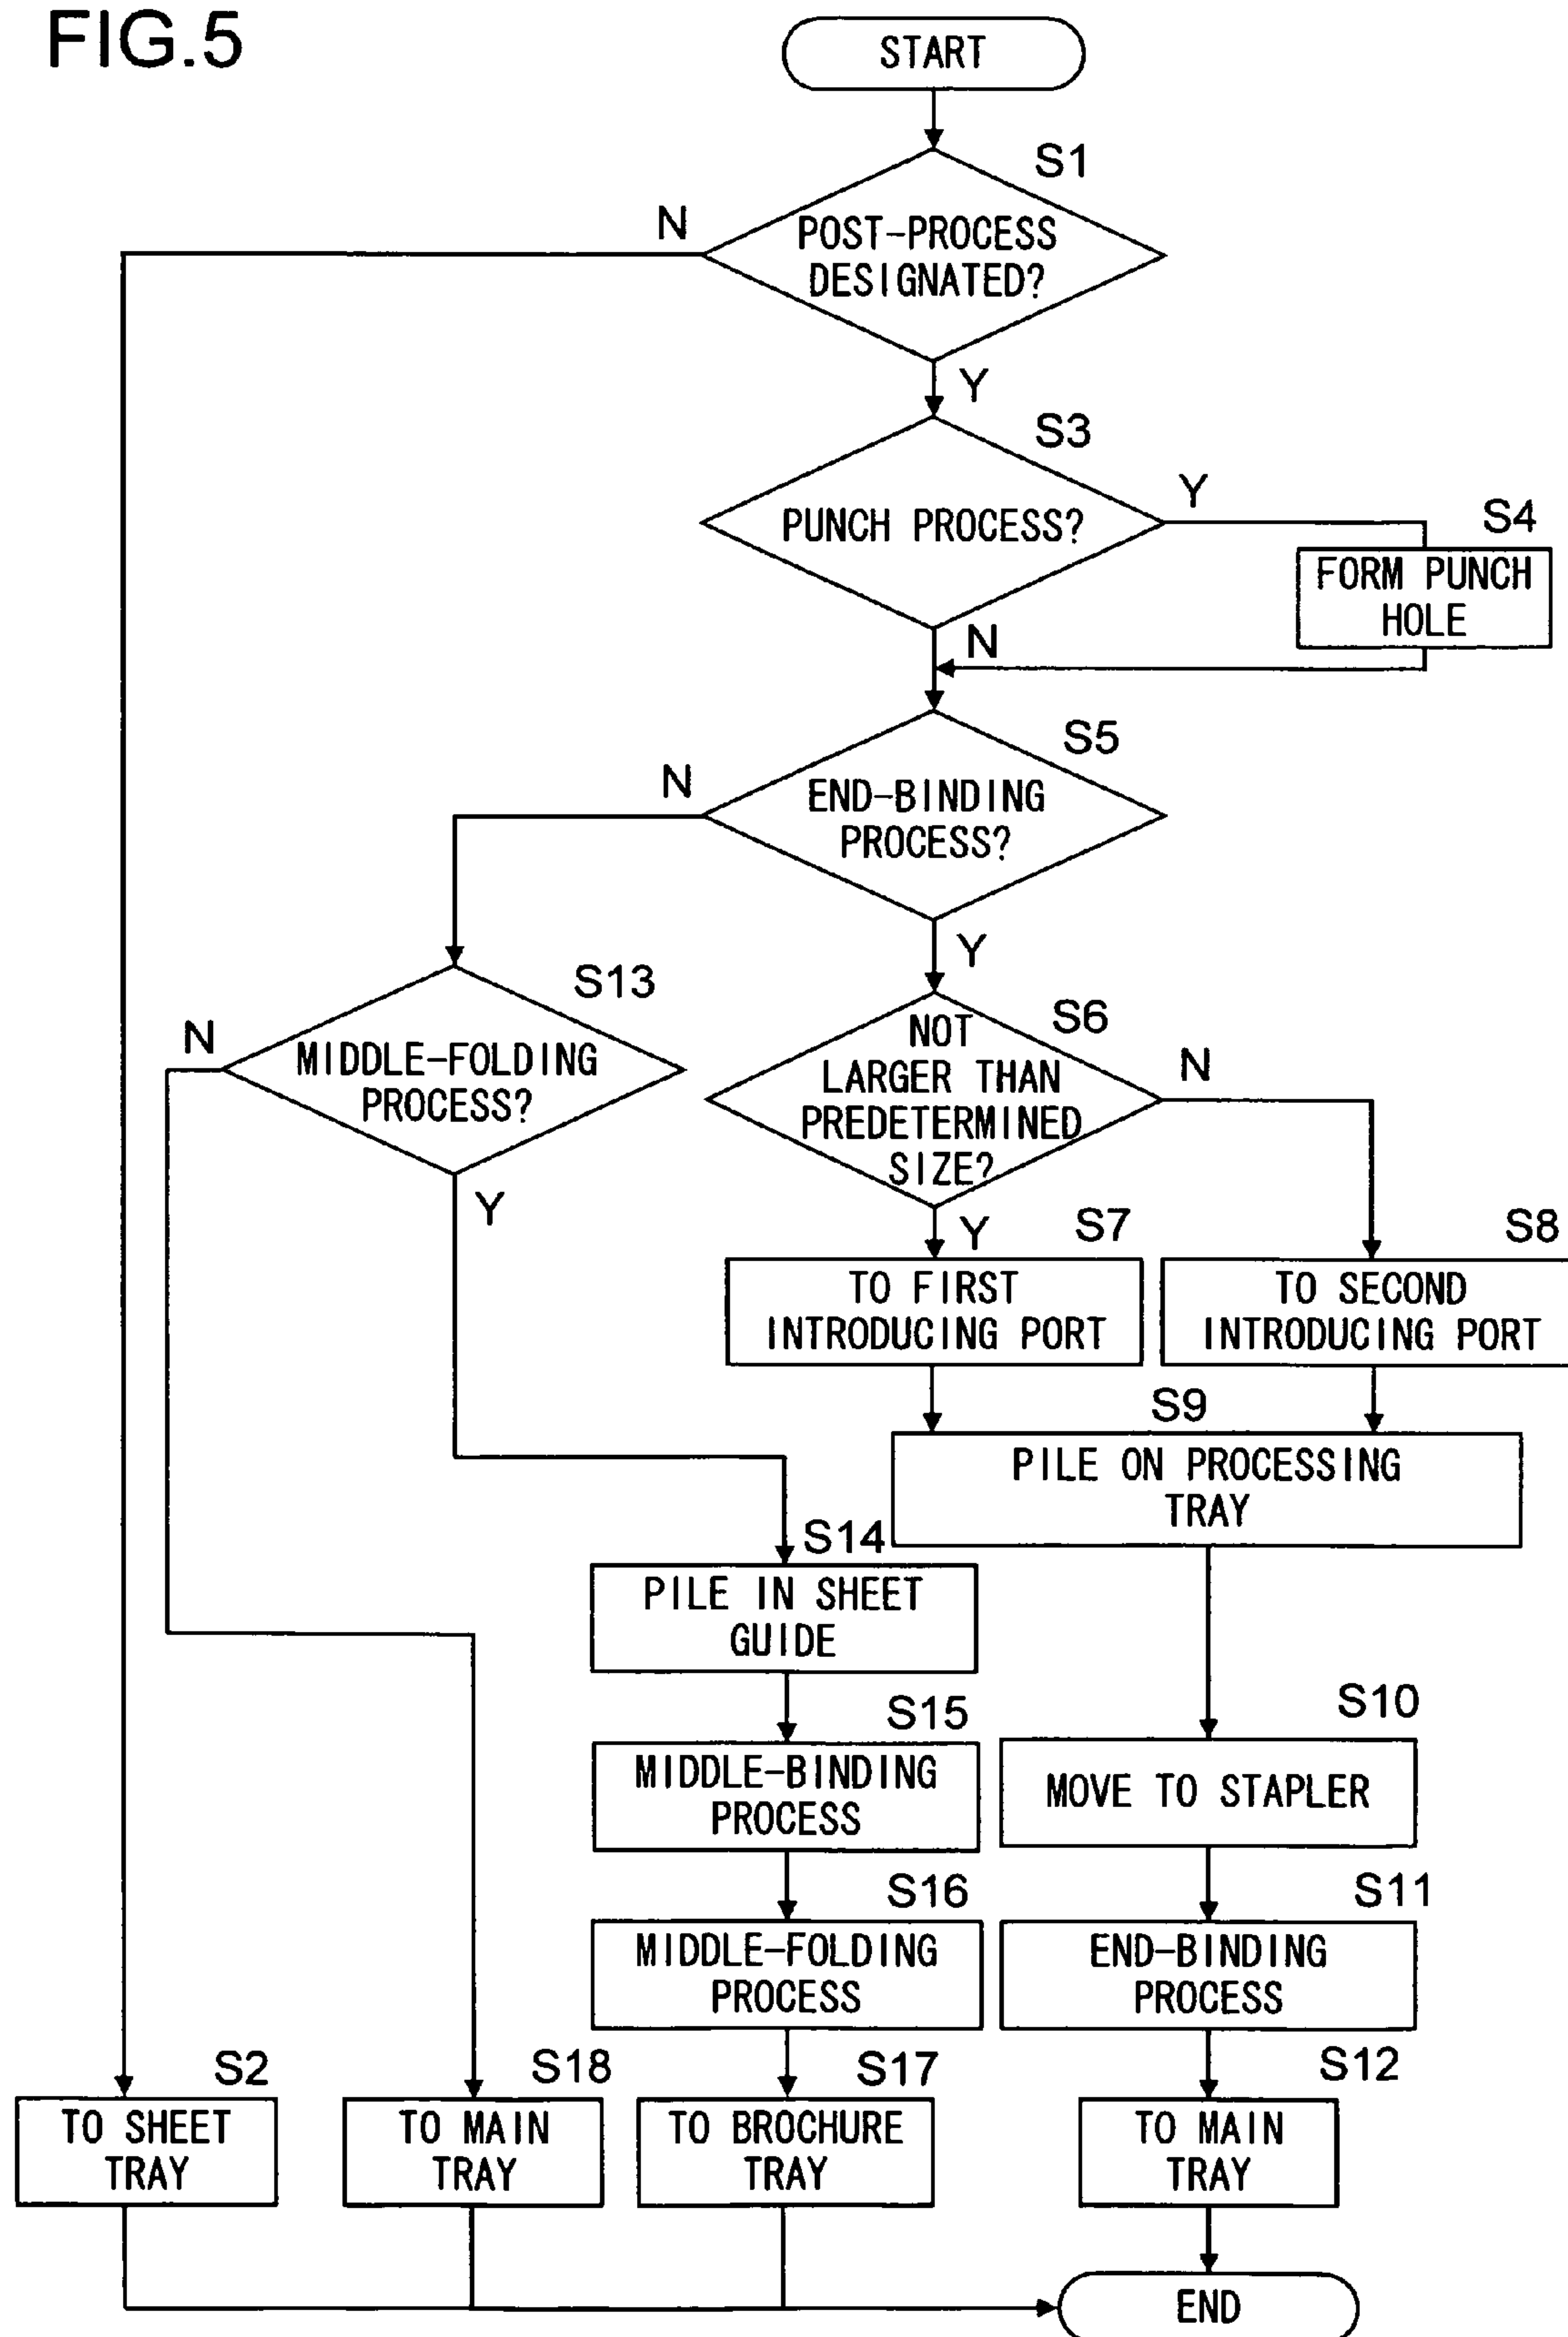 FIG.5
START
S1
N
POST-PROCESS
DESIGNATED?
Y
S3
Y
PUNCH PROCESS?
S4
FORM PUNCH
HOLE
N
S5
N
END-BINDING
PROCESS?
Y
S13
N
MIDDLE-FOLDING
PROCESS?
Y
S6
NOT
LARGER THAN
PREDETERMINED
SIZE?
N
Y
S7
TO FIRST
INTRODUCING PORT
S8
TO SECOND
INTRODUCING PORT
S9
PILE ON PROCESSING
TRAY
S14
PILE IN SHEET
GUIDE
S15
MIDDLE-BINDING
PROCESS
S10
MOVE TO STAPLER
S16
MIDDLE-FOLDING
PROCESS
S11
END-BINDING
PROCESS
S2
TO SHEET
TRAY
S18
TO MAIN
TRAY
S17
TO BROCHURE
TRAY
S12
TO MAIN
TRAY
END